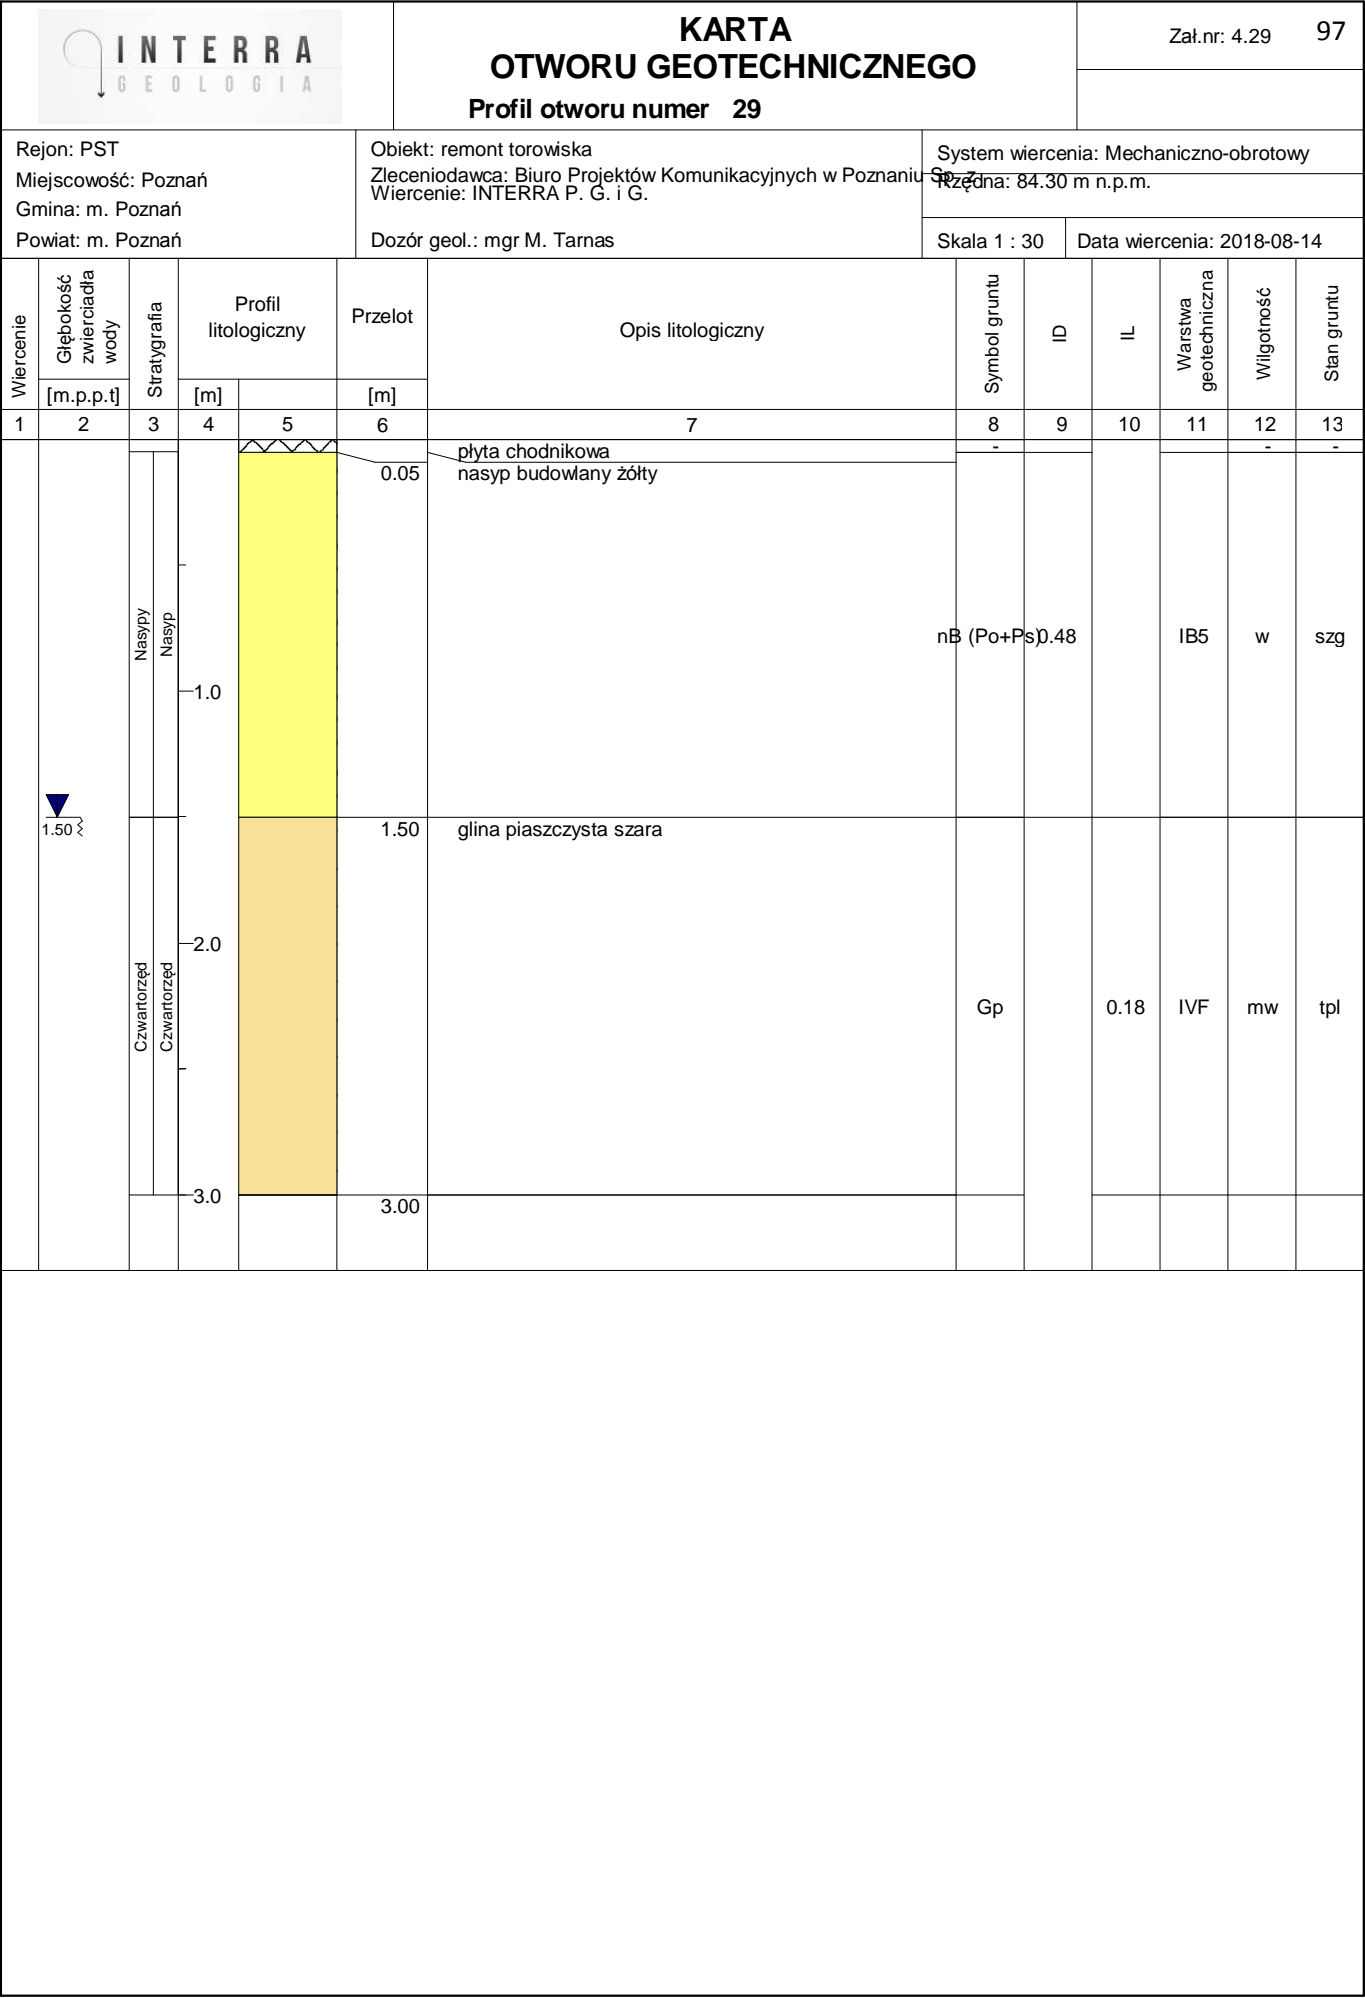 INTERRA
GEOLOGIA
KARTA
OTWORU GEOTECHNICZNEGO
Profil otworu numer 29
Zał.nr: 4.29
97
Rejon: PST
Miejscowość: Poznań
Gmina: m. Poznań
Powiat: m. Poznań
Obiekt: remont torowiska
Zleceniodawca: Biuro Projektów Komunikacyjnych w Poznaniu Sp. z
Wiercenie: INTERRA P. G. i G.
Dozór geol.: mgr M. Tarnas
System wiercenia: Mechaniczno-obrotowy
Rzędna: 84.30 m n.p.m.
Skala 1 : 30
Data wiercenia: 2018-08-14
Wiercenie
Głębokość
zwierciadła
wody
[m.p.p.t]
Stratygrafia
Profil
litologiczny
[m]
Przelot
[m]
Opis litologiczny
Symbol gruntu
ID
IL
Warstwa
geotechniczna
Wilgotność
Stan gruntu
1 2 3 4 5 6 7 8 9 10 11 12 13
płyta chodnikowa - - -
0.05 nasyp budowlany żółty
Nasypy
Nasyp
nB (Po+Ps) 0.48 IB5 w szg
1.0
1.50
1.50 glina piaszczysta szara
2.0
Czwartorzęd
Czwartorzęd
Gp 0.18 IVF mw tpl
3.0
3.00